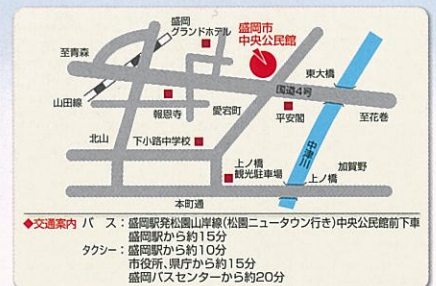 盛岡
グランドホテル
盛岡市
中央公民館
至青森
東大橋
国道4号
山田線
報恩寺
愛宕町
平安閣
至花巻
北山
下小路中学校
中津川
上ノ橋
観光駐車場
加賀野
上ノ橋
本町通
◆交通案内 バス：盛岡駅発松園山岸線(松園ニュータウン行き)中央公民館前下車
盛岡駅から約15分
タクシー：盛岡駅から約10分
市役所、県庁から約15分
盛岡バスセンターから約20分